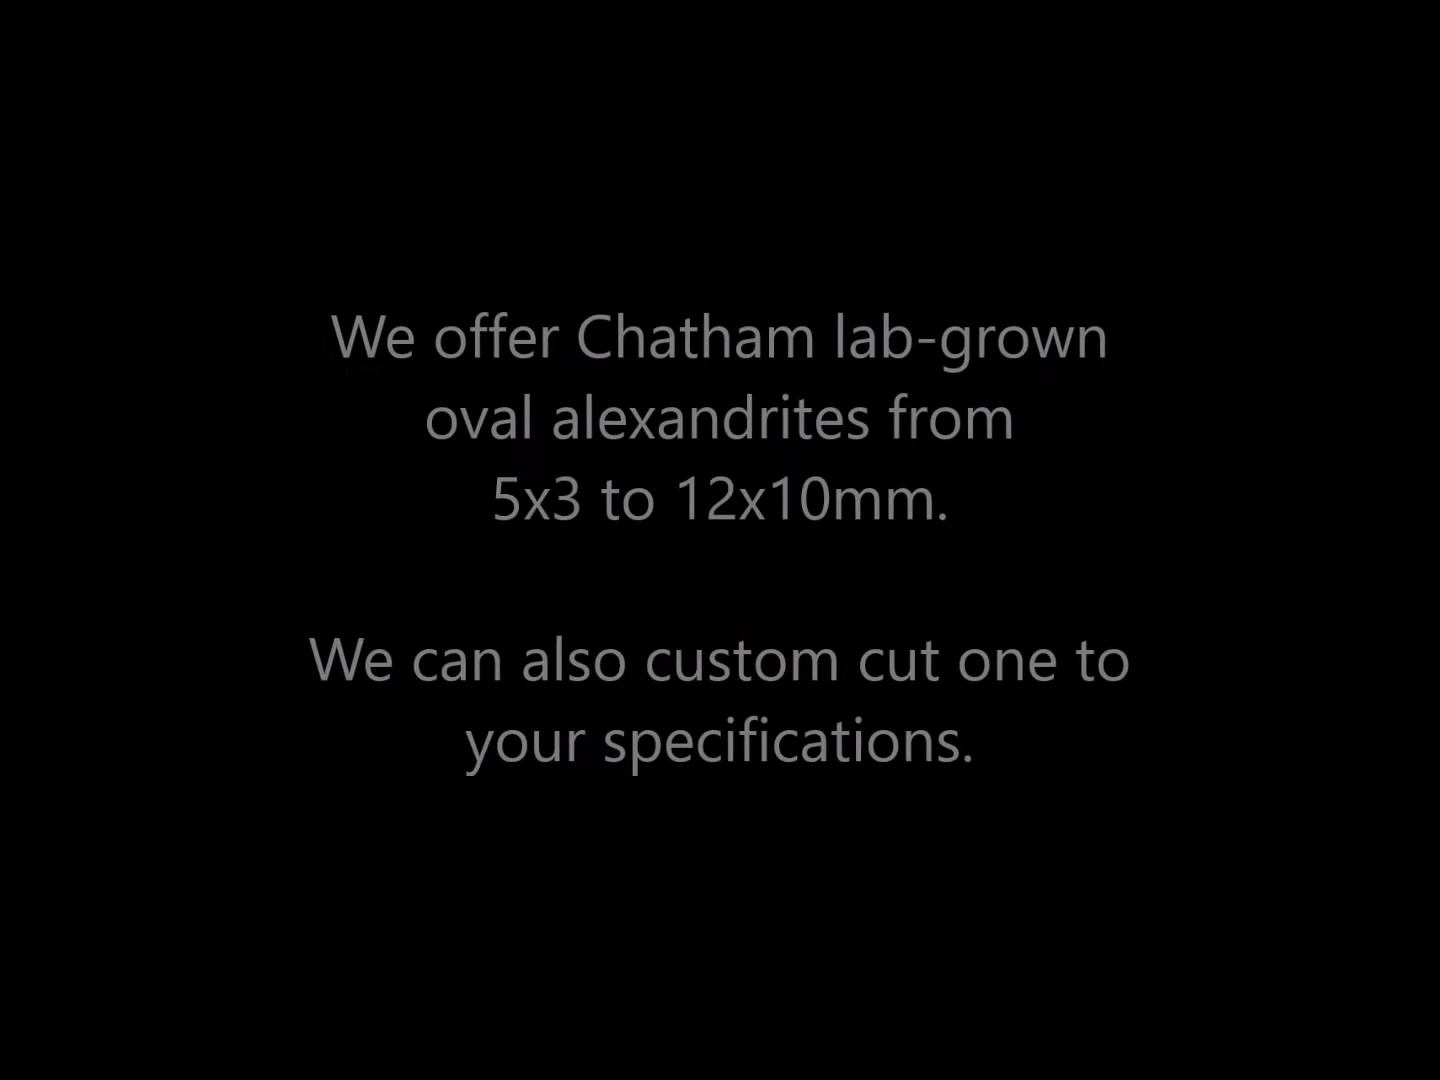 We offer Chatham lab-grown
oval alexandrites from
5x3 to 12x10mm.
We can also custom cut one to
your specifications.